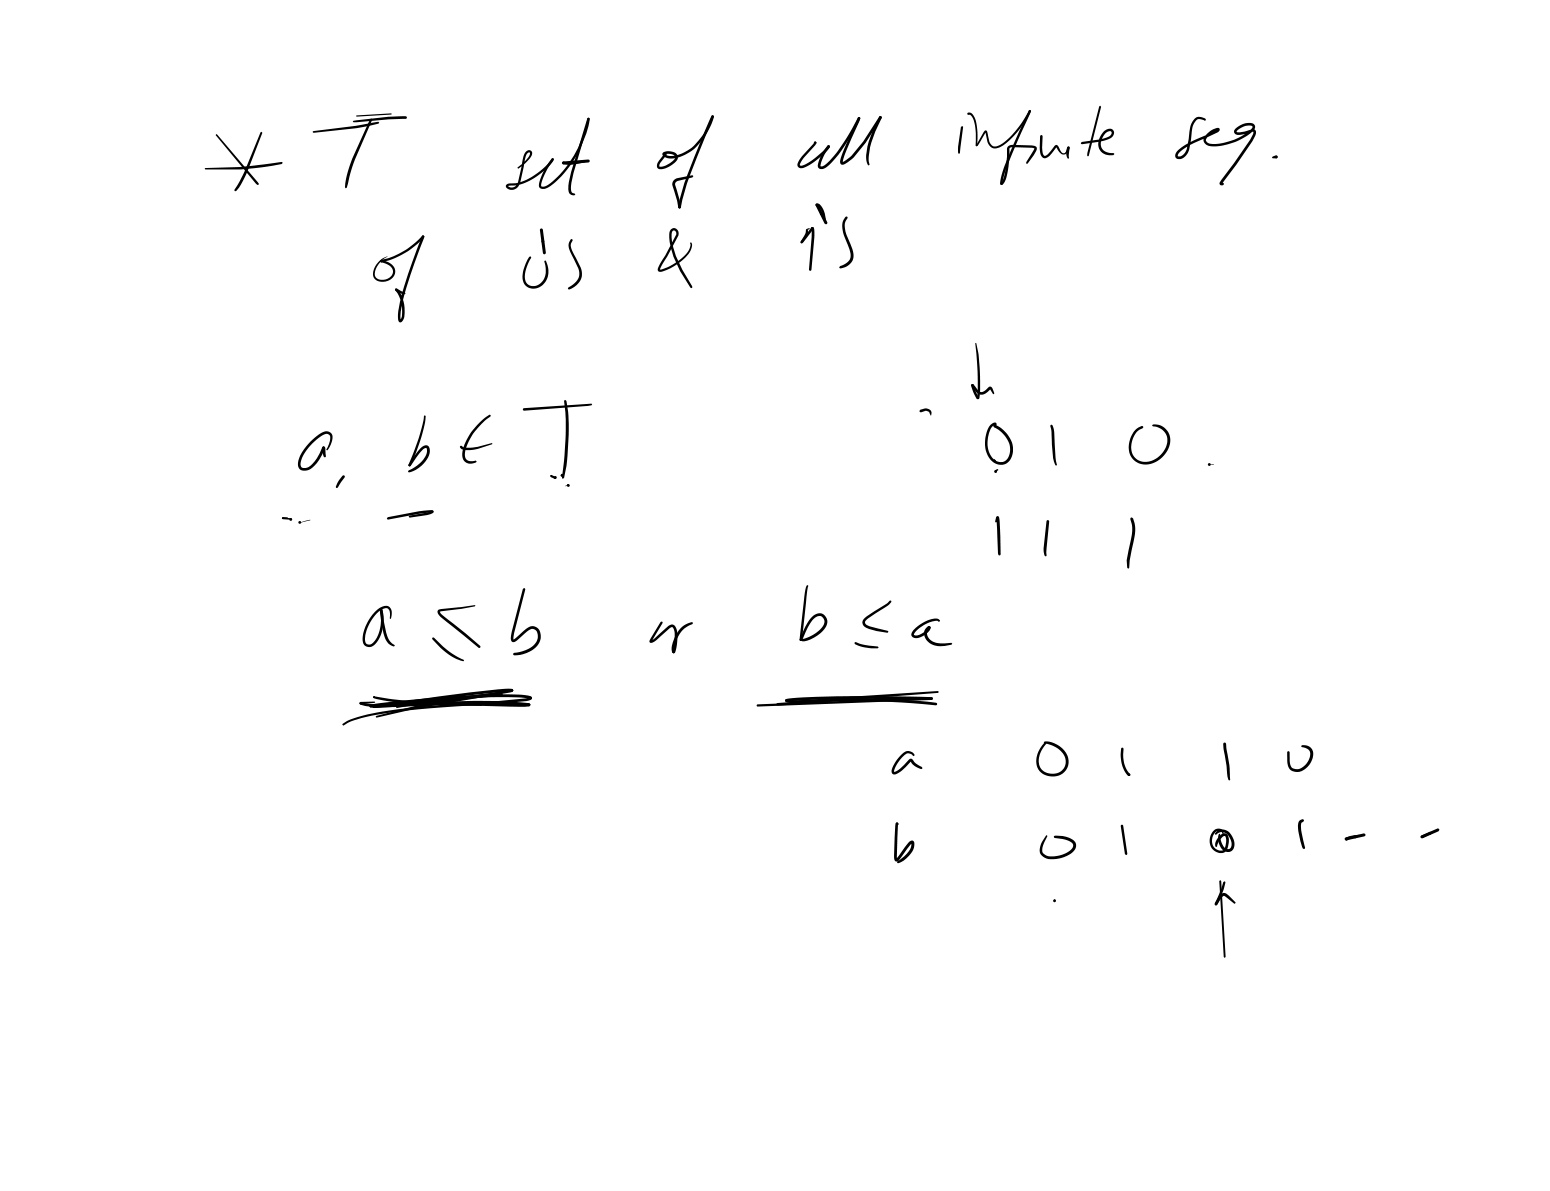 * T set of all infinite seq.
of 0's & 1's
a, b ∈ T
0 1 0
1 1 1
a ≤ b or b ≤ a
a 0 1 1 0
b 0 1 0 1 - -